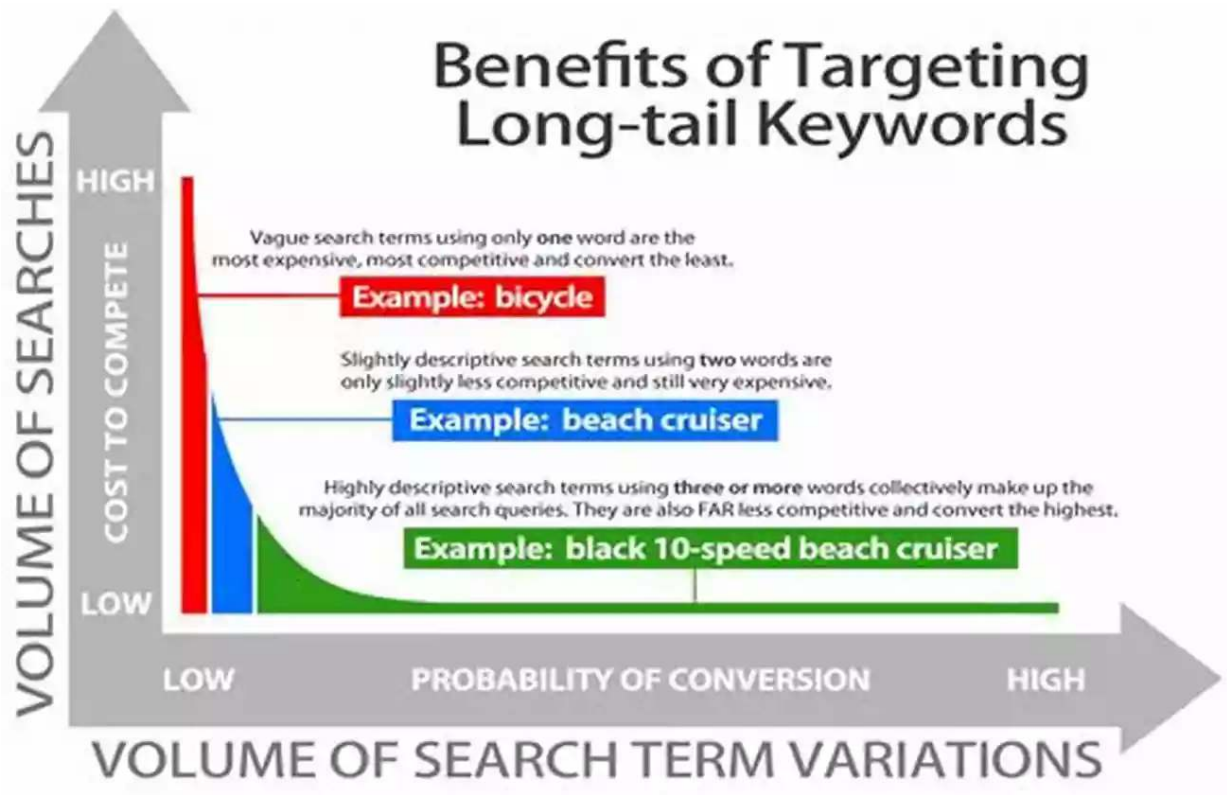 Benefits of Targeting
Long-tail Keywords
VOLUME OF SEARCHES
HIGH
COST TO COMPETE
LOW
Vague search terms using only one word are the
most expensive, most competitive and convert the least.
Example: bicycle
Slightly descriptive search terms using two words are
only slightly less competitive and still very expensive.
Example: beach cruiser
Highly descriptive search terms using three or more words collectively make up the
majority of all search queries. They are also FAR less competitive and convert the highest.
Example: black 10-speed beach cruiser
LOW
PROBABILITY OF CONVERSION
HIGH
VOLUME OF SEARCH TERM VARIATIONS